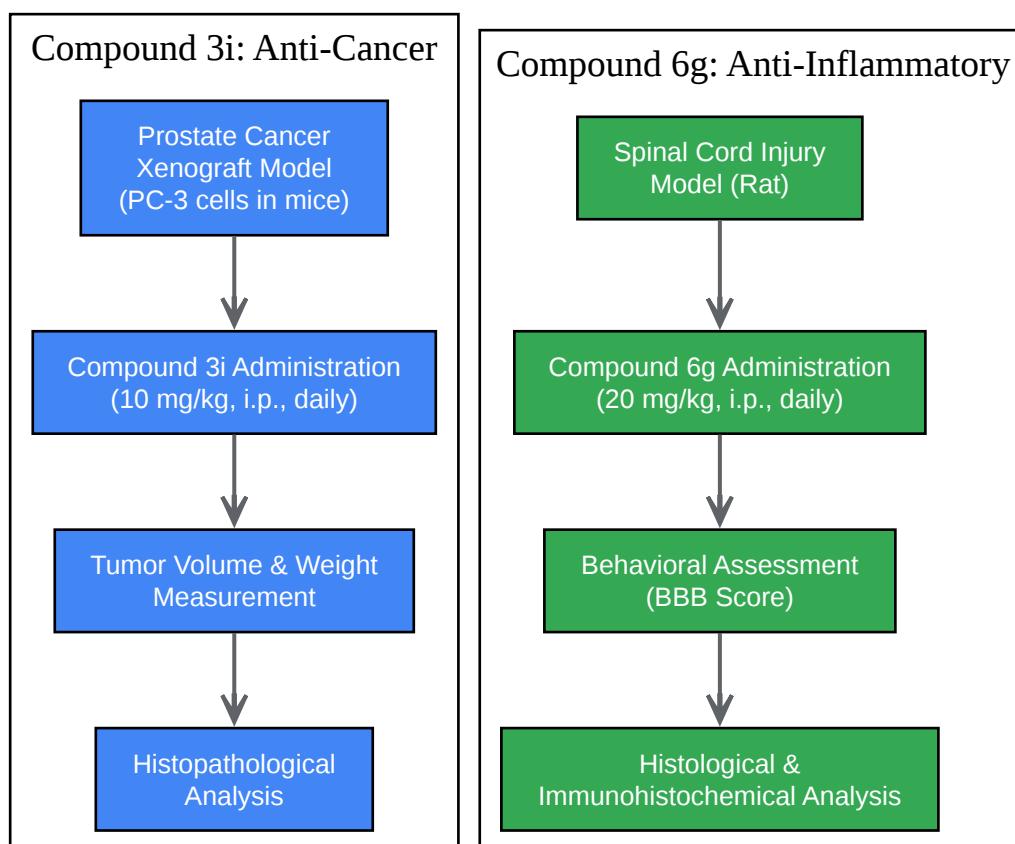 Compound 3i: Anti-Cancer
Prostate Cancer
Xenograft Model
(PC-3 cells in mice)
Compound 3i Administration
(10 mg/kg, i.p., daily)
Tumor Volume & Weight
Measurement
Histopathological
Analysis
Compound 6g: Anti-Inflammatory
Spinal Cord Injury
Model (Rat)
Compound 6g Administration
(20 mg/kg, i.p., daily)
Behavioral Assessment
(BBB Score)
Histological &
Immunohistochemical Analysis